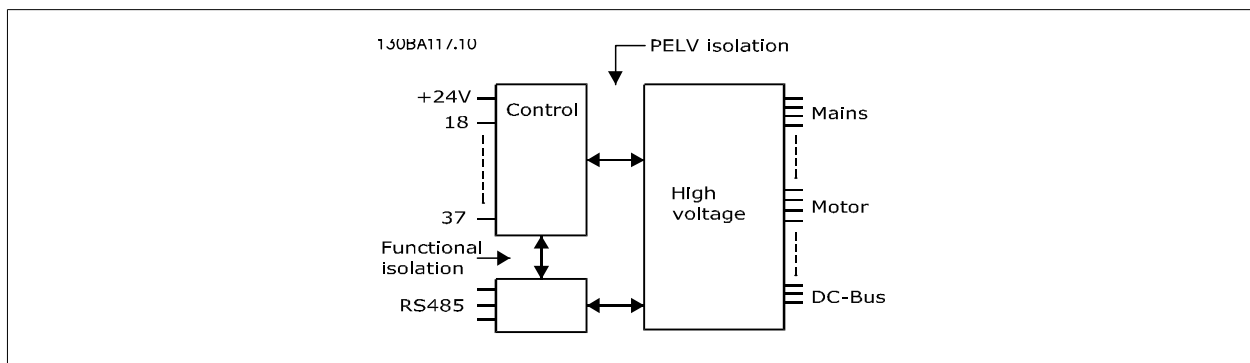 130BA117.10
PELV isolation
+24V
Control
18
Mains
High
voltage
Motor
37
Functional
isolation
RS485
DC-Bus